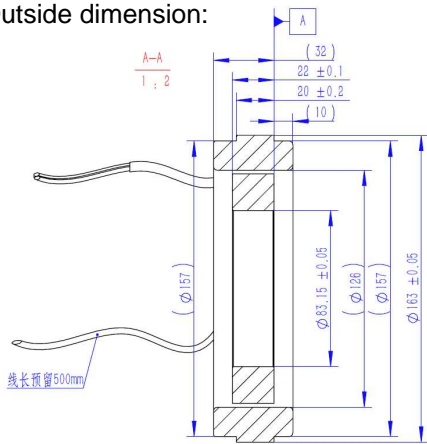 Outside dimension:
A
A-A
1 : 2
(32)
22 ±0.1
20 ±0.2
(10)
(Ø157)
Ø83.15 ±0.05
(Ø126)
(Ø157)
Ø163 ±0.05
线长预留500mm